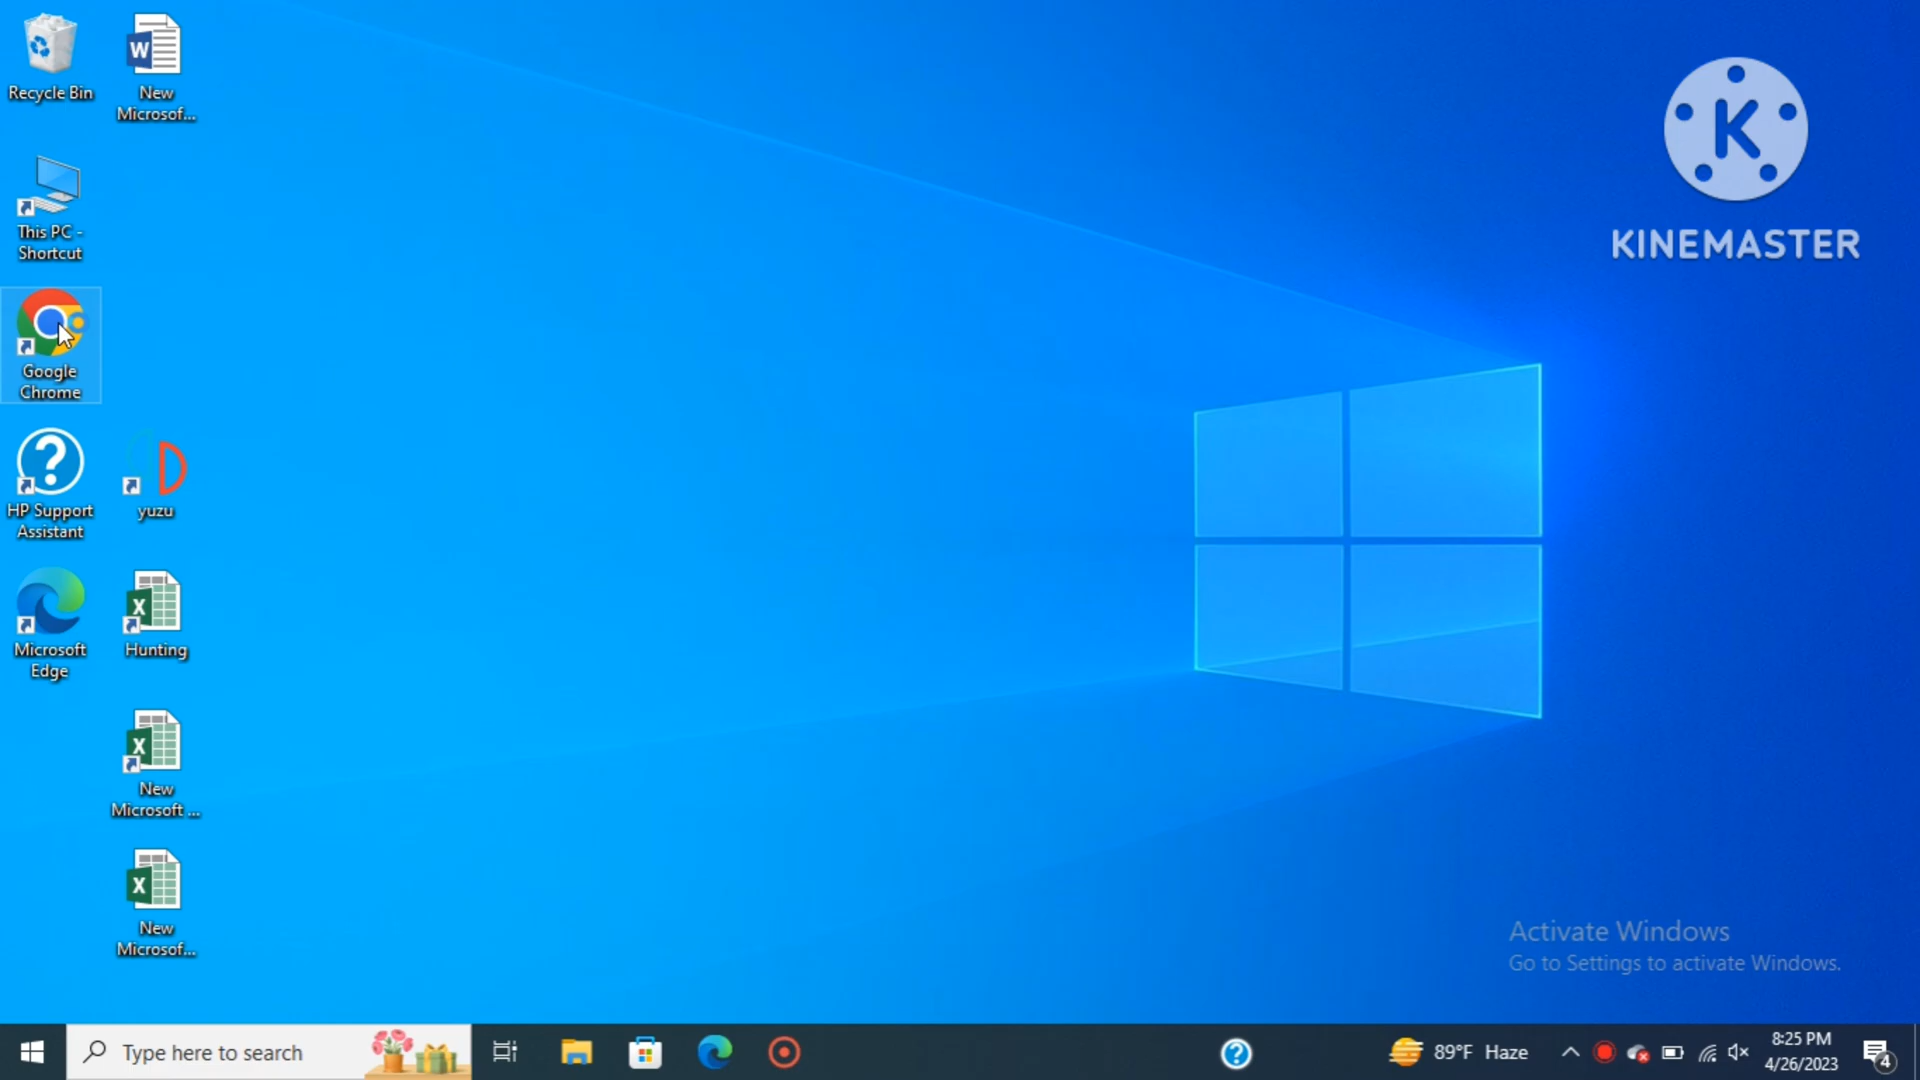 Recycle Bin
New
Microsof...
This PC -
Shortcut
Google
Chrome
HP Support
Assistant
yuzu
Microsoft
Edge
Hunting
New
Microsoft ...
New
Microsof...
K
KINEMASTER
Activate Windows
Go to Settings to activate Windows.
Type here to search
89°F Haze
8:25 PM
4/26/2023
4